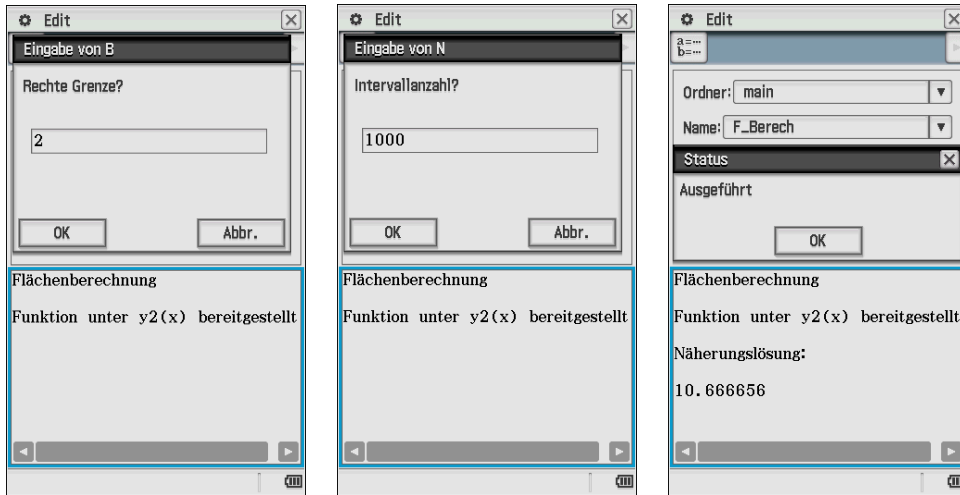 Edit
Eingabe von B
Rechte Grenze?
2
OK Abbr.
Flächenberechnung
Funktion unter y2(x) bereitgestellt
Edit
Eingabe von N
Intervallanzahl?
1000
OK Abbr.
Flächenberechnung
Funktion unter y2(x) bereitgestellt
Edit
a=…
b=…
Ordner: main
Name: F_Berech
Status
Ausgeführt
OK
Flächenberechnung
Funktion unter y2(x) bereitgestellt
Näherungslösung:
10.666656